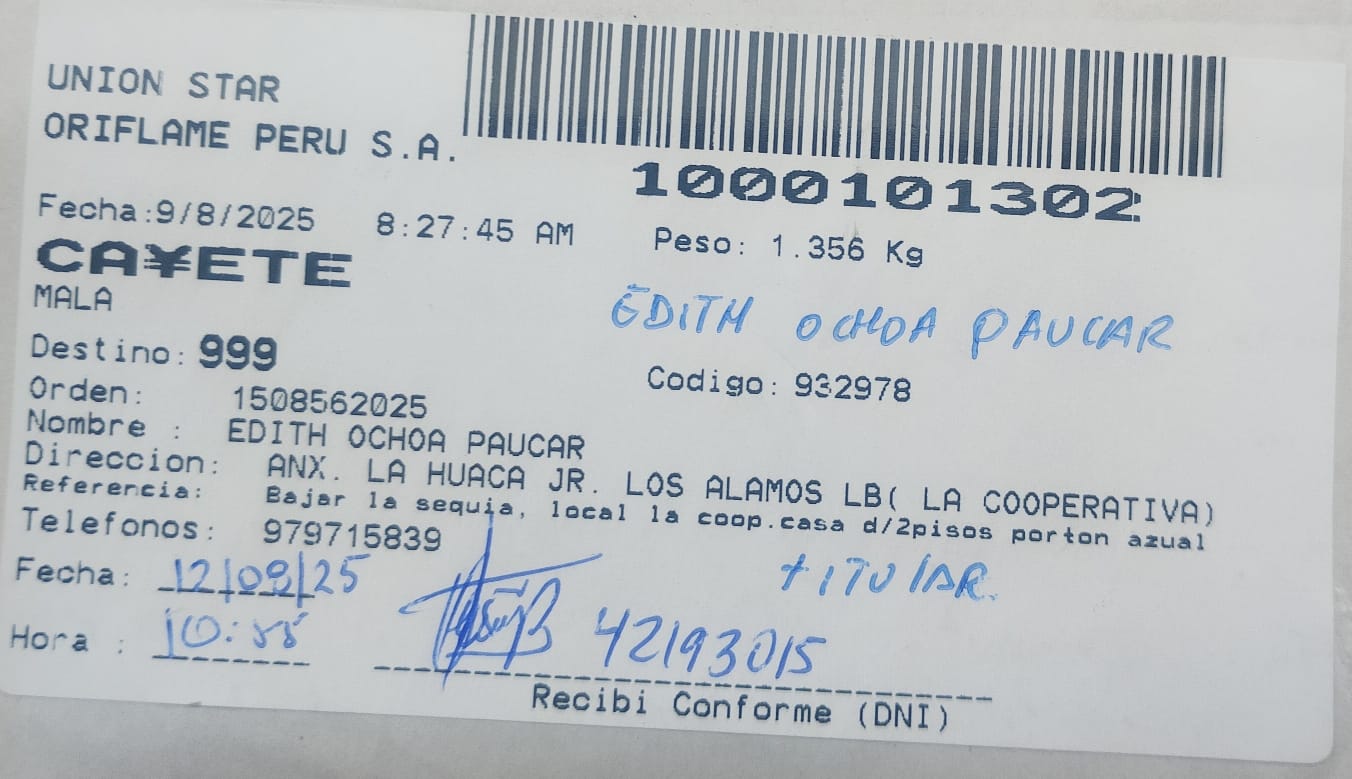 UNION STAR
ORIFLAME PERU S.A.
1000101302
Fecha:9/8/2025 8:27:45 AM Peso: 1.356 Kg
CA¥ETE
MALA
EDITH OCHOA PAUCAR
Destino: 999
Codigo: 932978
Orden: 1508562025
Nombre : EDITH OCHOA PAUCAR
Direccion: ANX. LA HUACA JR. LOS ALAMOS LB( LA COOPERATIVA)
Referencia: Bajar la sequia, local la coop.casa d/2pisos porton azual
Telefonos: 979715839
Fecha: 12/08/25 TITULAR.
Hora : 10:55 42193015
Recibi Conforme (DNI)